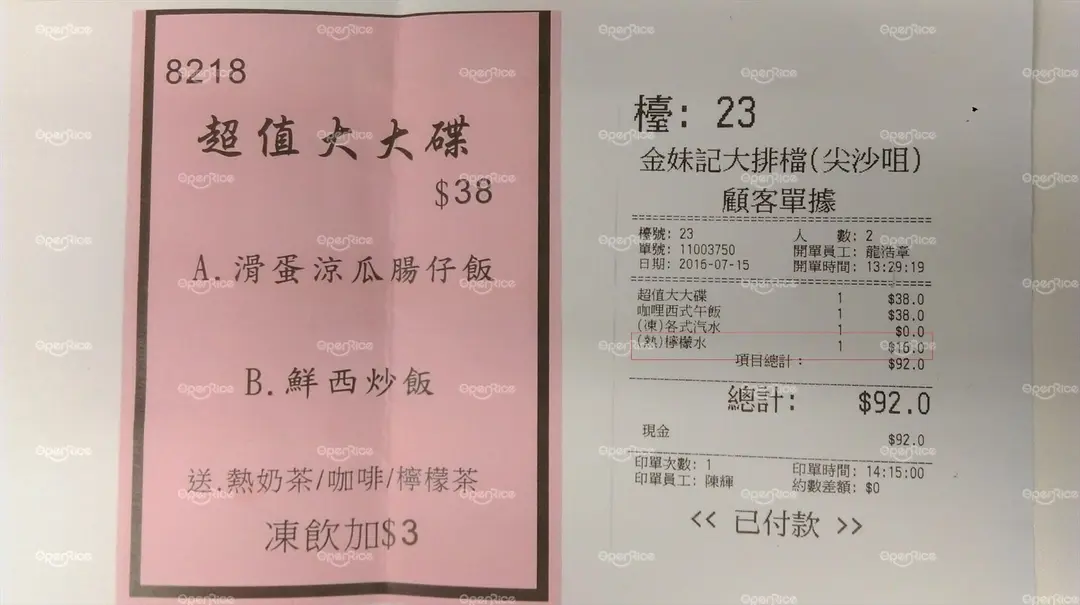 8218
超值大大碟
$38
A.滑蛋涼瓜腸仔飯
B.鮮西炒飯
送.熱奶茶/咖啡/檸檬茶
凍飲加$3
檯: 23
金妹記大排檔(尖沙咀)
顧客單據
檯號: 23 人 數: 2
單號: 11003750 開單員工: 龍浩章
日期: 2016-07-15 開單時間: 13:29:19
超值大大碟 1 $38.0
咖哩西式午飯 1 $38.0
(凍)各式汽水 1 $0.0
(熱)檸檬水 1 $16.0
項目總計: $92.0
總計: $92.0
現金 $92.0
印單次數: 1 印單時間: 14:15:00
印單員工: 陳輝 約數差額: $0
<< 已付款 >>
OpenRice